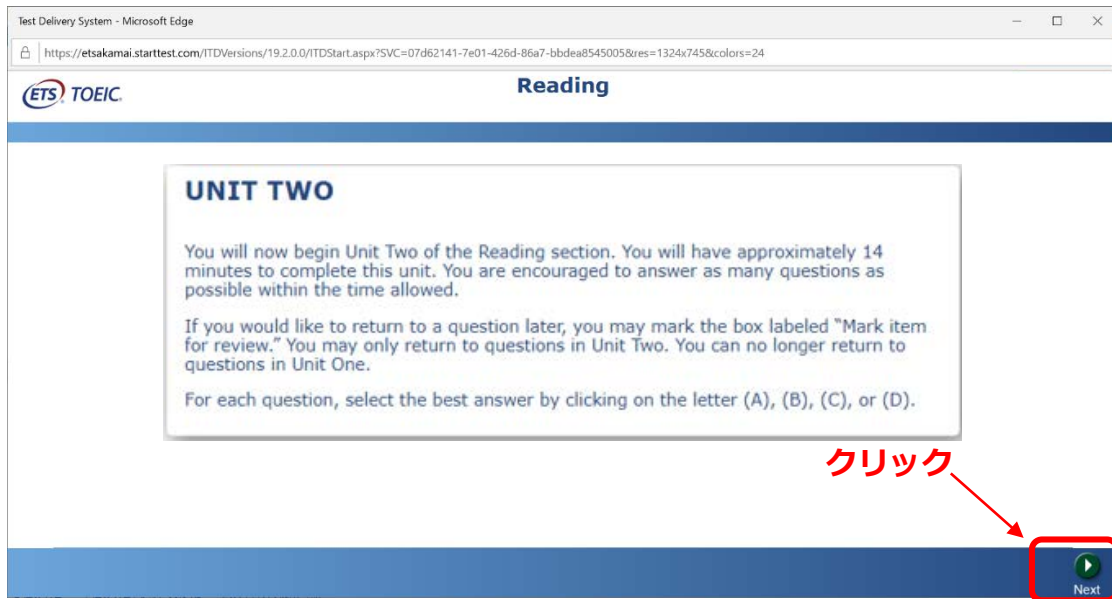 Test Delivery System - Microsoft Edge
https://etsakamai.starttest.com/ITDVersions/19.2.0.0/ITDStart.aspx?SVC=07d62141-7e01-426d-86a7-bbdea8545005&res=1324x745&colors=24
ETS TOEIC.
Reading
UNIT TWO
You will now begin Unit Two of the Reading section. You will have approximately 14
minutes to complete this unit. You are encouraged to answer as many questions as
possible within the time allowed.
If you would like to return to a question later, you may mark the box labeled “Mark item
for review.” You may only return to questions in Unit Two. You can no longer return to
questions in Unit One.
For each question, select the best answer by clicking on the letter (A), (B), (C), or (D).
クリック
Next